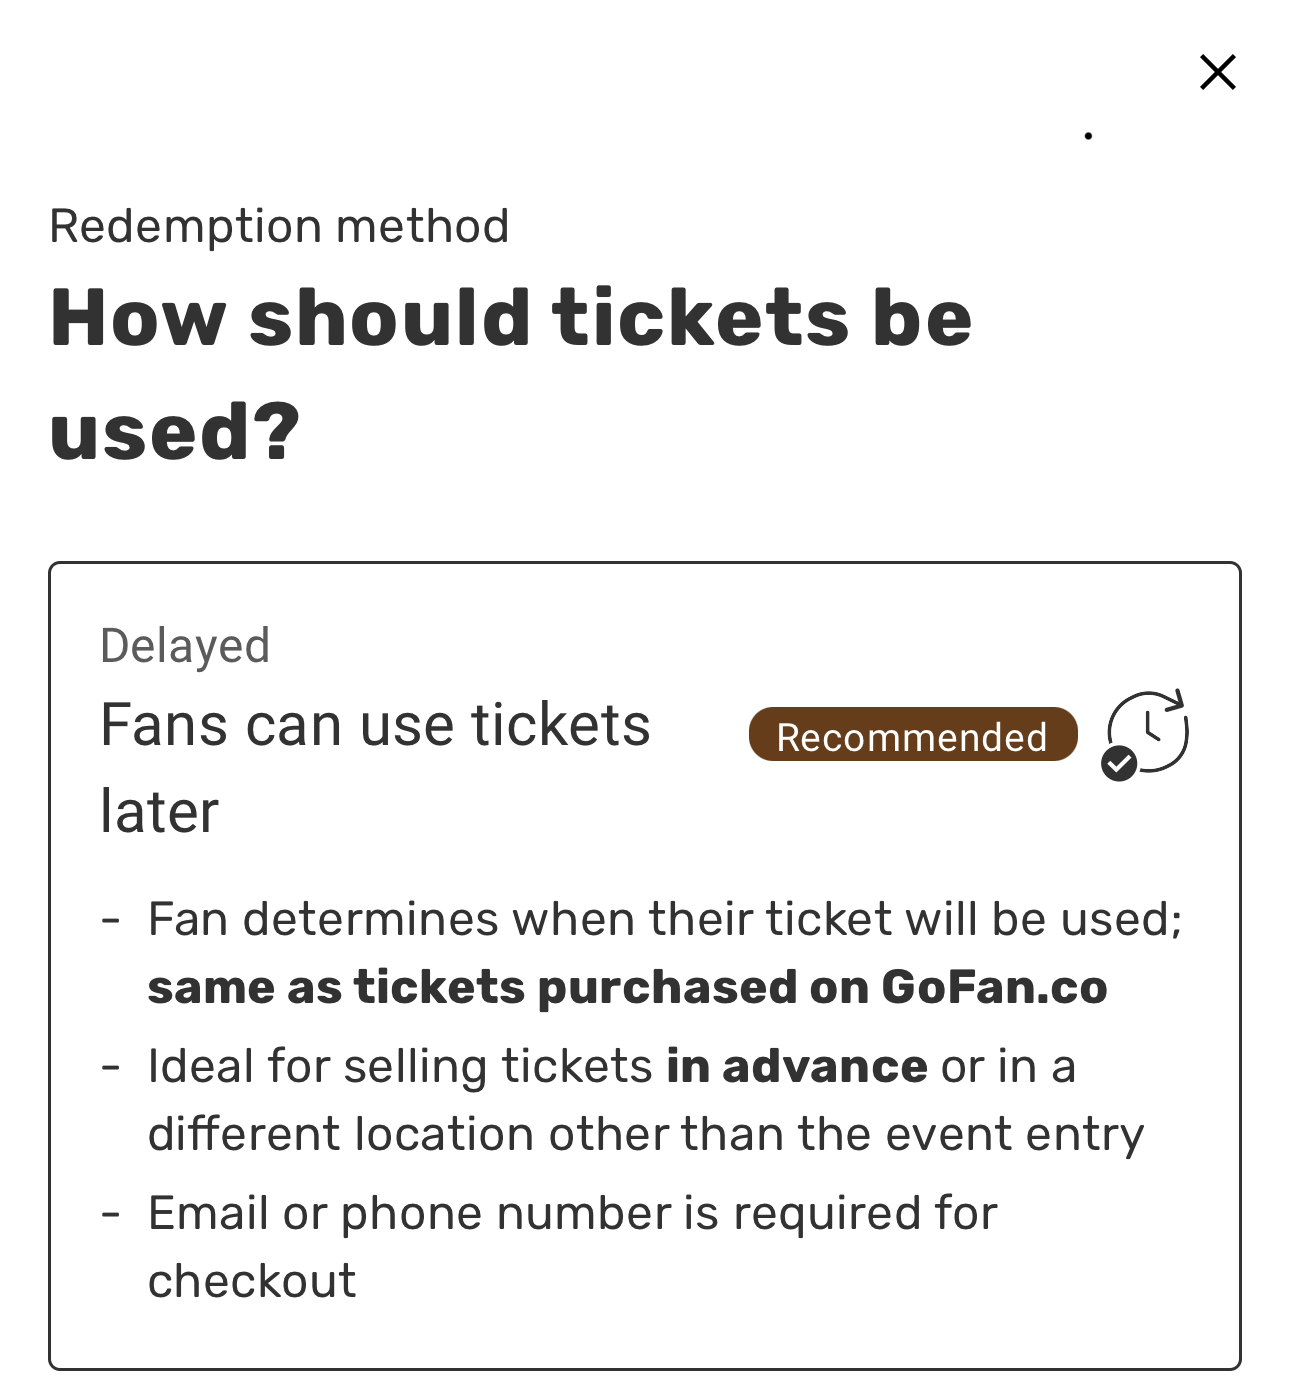 Redemption method
How should tickets be
used?
Delayed
Fans can use tickets
later
Recommended
- Fan determines when their ticket will be used;
same as tickets purchased on GoFan.co
- Ideal for selling tickets in advance or in a
different location other than the event entry
- Email or phone number is required for
checkout